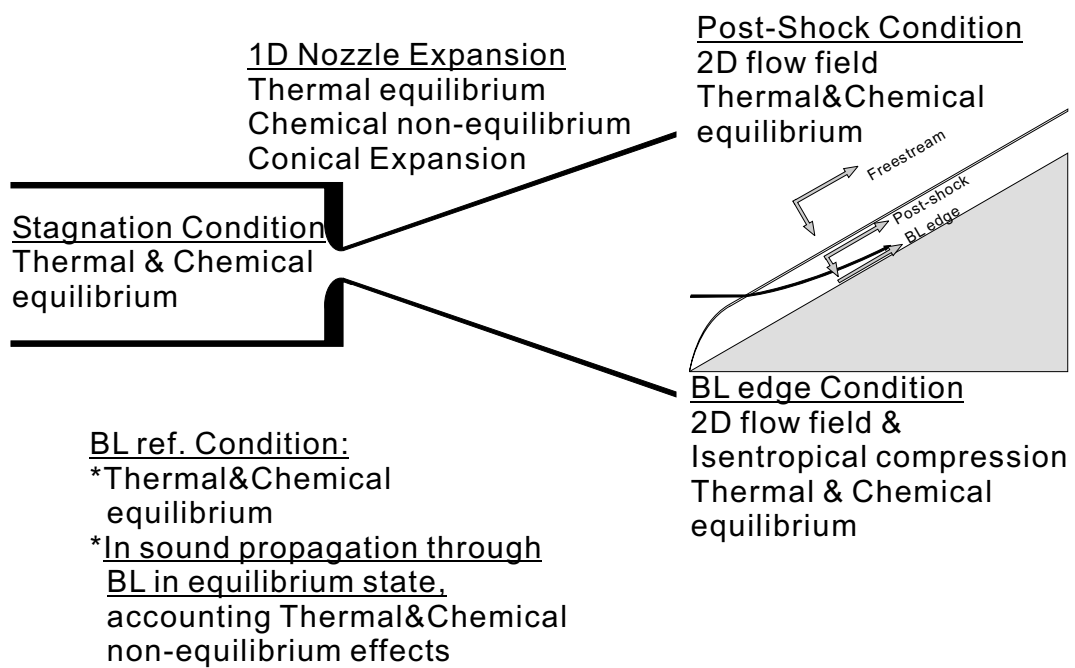 1D Nozzle Expansion
Thermal equilibrium
Chemical non-equilibrium
Conical Expansion
Post-Shock Condition
2D flow field
Thermal&Chemical
equilibrium
Freestream
Post-shock
BL edge
Stagnation Condition
Thermal & Chemical
equilibrium
BL edge Condition
2D flow field &
Isentropical compression
Thermal & Chemical
equilibrium
BL ref. Condition:
*Thermal&Chemical
equilibrium
*In sound propagation through
BL in equilibrium state,
accounting Thermal&Chemical
non-equilibrium effects